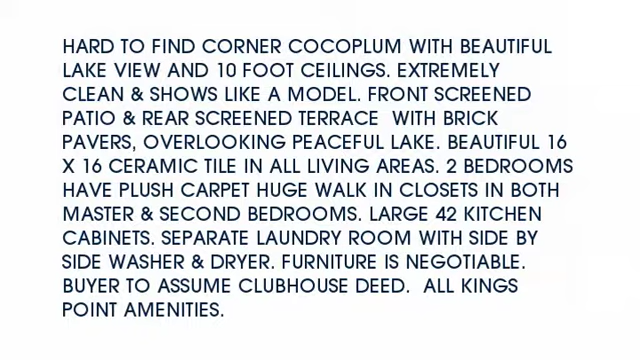 HARD TO FIND CORNER COCOPLUM WITH BEAUTIFUL
LAKE VIEW AND 10 FOOT CEILINGS. EXTREMELY
CLEAN & SHOWS LIKE A MODEL. FRONT SCREENED
PATIO & REAR SCREENED TERRACE  WITH BRICK
PAVERS, OVERLOOKING PEACEFUL LAKE. BEAUTIFUL 16
X 16 CERAMIC TILE IN ALL LIVING AREAS. 2 BEDROOMS
HAVE PLUSH CARPET HUGE WALK IN CLOSETS IN BOTH
MASTER & SECOND BEDROOMS. LARGE 42 KITCHEN
CABINETS. SEPARATE LAUNDRY ROOM WITH SIDE BY
SIDE WASHER & DRYER. FURNITURE IS NEGOTIABLE.
BUYER TO ASSUME CLUBHOUSE DEED.  ALL KINGS
POINT AMENITIES.